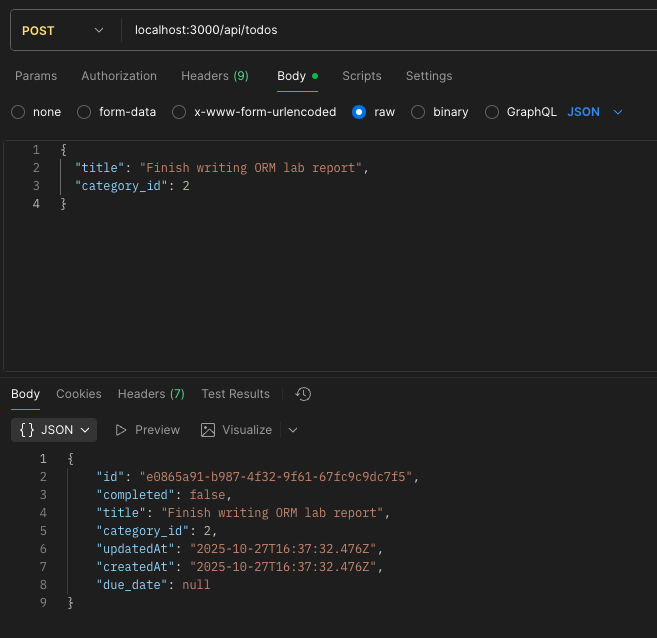 POST localhost:3000/api/todos
Params Authorization Headers (9) Body Scripts Settings
none form-data x-www-form-urlencoded raw binary GraphQL JSON
1 {
2 "title": "Finish writing ORM lab report",
3 "category_id": 2
4 }
Body Cookies Headers (7) Test Results
{} JSON Preview Visualize
1 {
2 "id": "e0865a91-b987-4f32-9f61-67fc9c9dc7f5",
3 "completed": false,
4 "title": "Finish writing ORM lab report",
5 "category_id": 2,
6 "updatedAt": "2025-10-27T16:37:32.476Z",
7 "createdAt": "2025-10-27T16:37:32.476Z",
8 "due_date": null
9 }